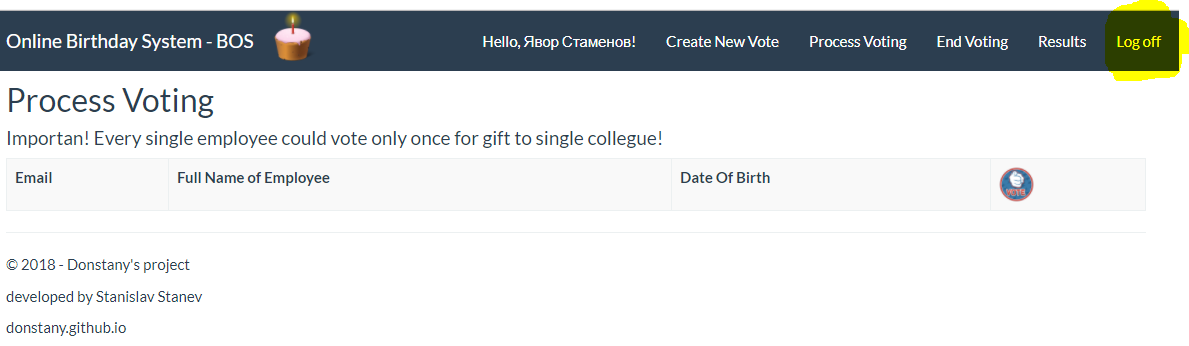 Online Birthday System - BOS Hello, Явор Стаменов! Create New Vote Process Voting End Voting Results Log off
Process Voting
Importan! Every single employee could vote only once for gift to single collegue!
Email Full Name of Employee Date Of Birth VOTE
© 2018 - Donstany's project
developed by Stanislav Stanev
donstany.github.io